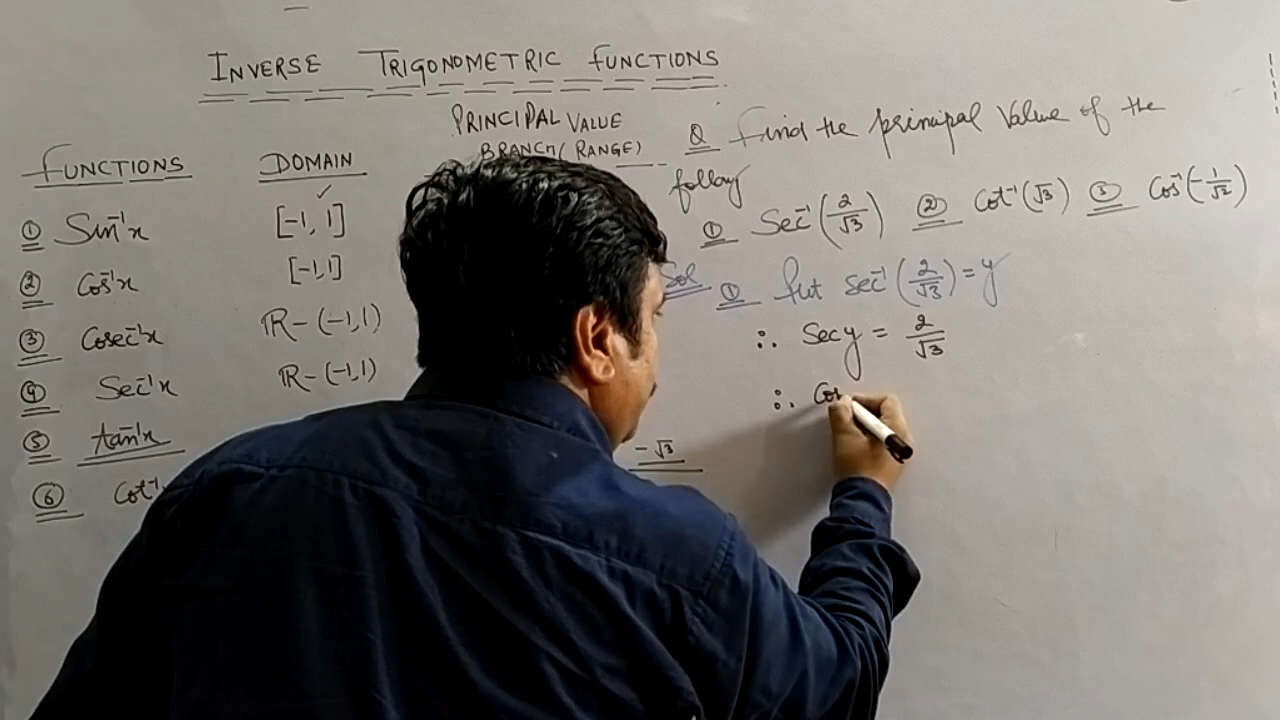 INVERSE TRIGONOMETRIC FUNCTIONS
FUNCTIONS DOMAIN PRINCIPAL VALUE BRANCH (RANGE)
① Sin⁻¹x [-1, 1]
② Cos⁻¹x [-1,1]
③ Cosec⁻¹x R-(-1,1)
④ Sec⁻¹x R-(-1,1)
⑤ tan⁻¹x
⑥ Cot⁻¹
-√3
Q Find the principal Value of the
follow
① Sec⁻¹(2/√3) ② Cot⁻¹(√3) ③ Cos⁻¹(-1/√2)
Sol ① Put sec⁻¹(2/√3) = y
∴ Sec y = 2/√3
∴ Cos